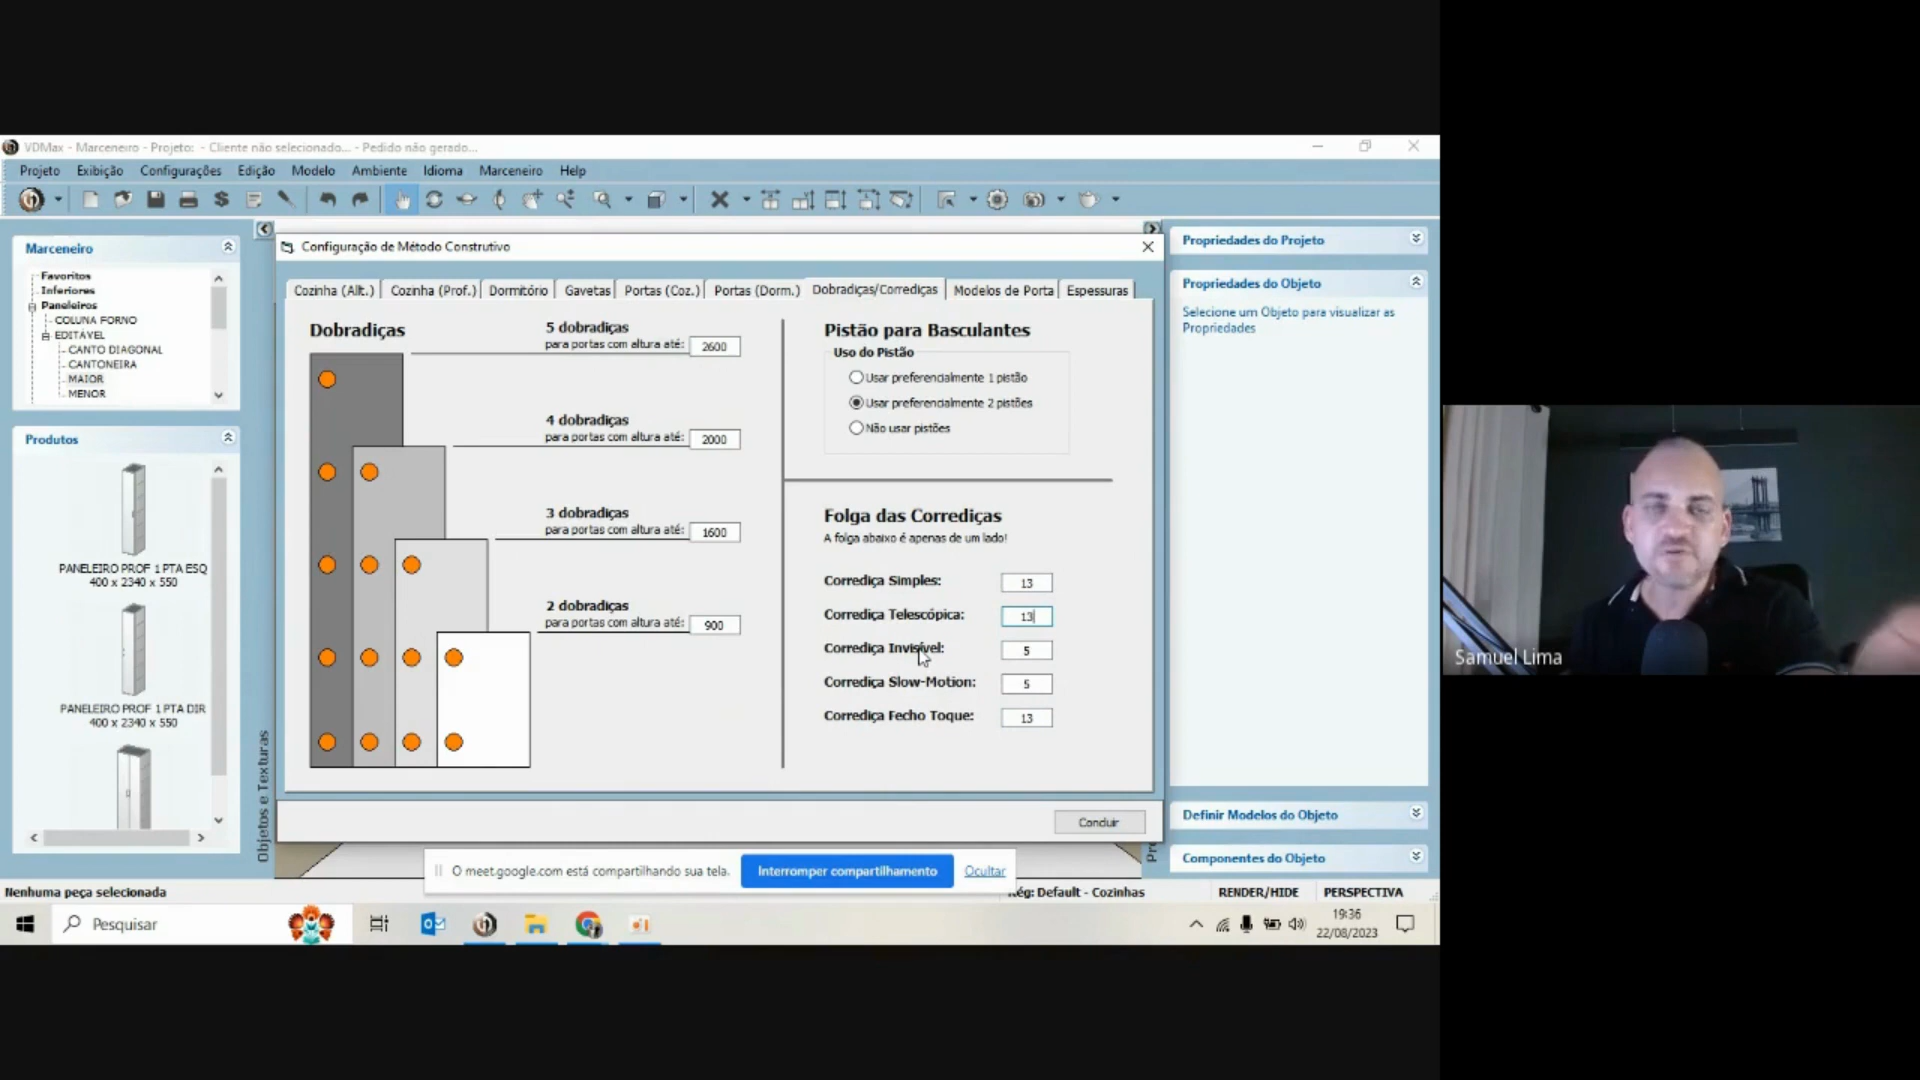 VDMax - Marceneiro - Projeto: - Cliente não selecionado... - Pedido não gerado...
Projeto Exibição Configurações Edição Modelo Ambiente Idioma Marceneiro Help
Marceneiro
Favoritos
Inferiores
Paneleiros
COLUNA FORNO
EDITÁVEL
CANTO DIAGONAL
CANTONEIRA
MAIOR
MENOR
Produtos
PANELEIRO PROF 1 PTA ESQ
400 x 2340 x 550
PANELEIRO PROF 1 PTA DIR
400 x 2340 x 550
Objetos e Texturas
Configuração de Método Construtivo
Cozinha (Allt.) Cozinha (Prof.) Dormitório Gavetas Portas (Coz.) Portas (Dorm.) Dobradiças/Corrediças Modelos de Porta Espessuras
Dobradiças
5 dobradiças
para portas com altura até: 2600
4 dobradiças
para portas com altura até: 2000
3 dobradiças
para portas com altura até: 1600
2 dobradiças
para portas com altura até: 900
Pistão para Basculantes
Uso do Pistão
Usar preferencialmente 1 pistão
Usar preferencialmente 2 pistões
Não usar pistões
Folga das Corrediças
A folga abaixo é apenas de um lado!
Corrediça Simples: 13
Corrediça Telescópica: 13
Corrediça Invisível: 5
Corrediça Slow-Motion: 5
Corrediça Fecho Toque: 13
Concluir
Propriedades do Projeto
Propriedades do Objeto
Selecione um Objeto para visualizar as
Propriedades
Definir Modelos do Objeto
Componentes do Objeto
O meet.google.com está compartilhando sua tela. Interromper compartilhamento Ocultar
Nenhuma peça selecionada
Default - Cozinhas RENDER/HIDE PERSPECTIVA
Pesquisar
19:36
22/08/2023
Samuel Lima